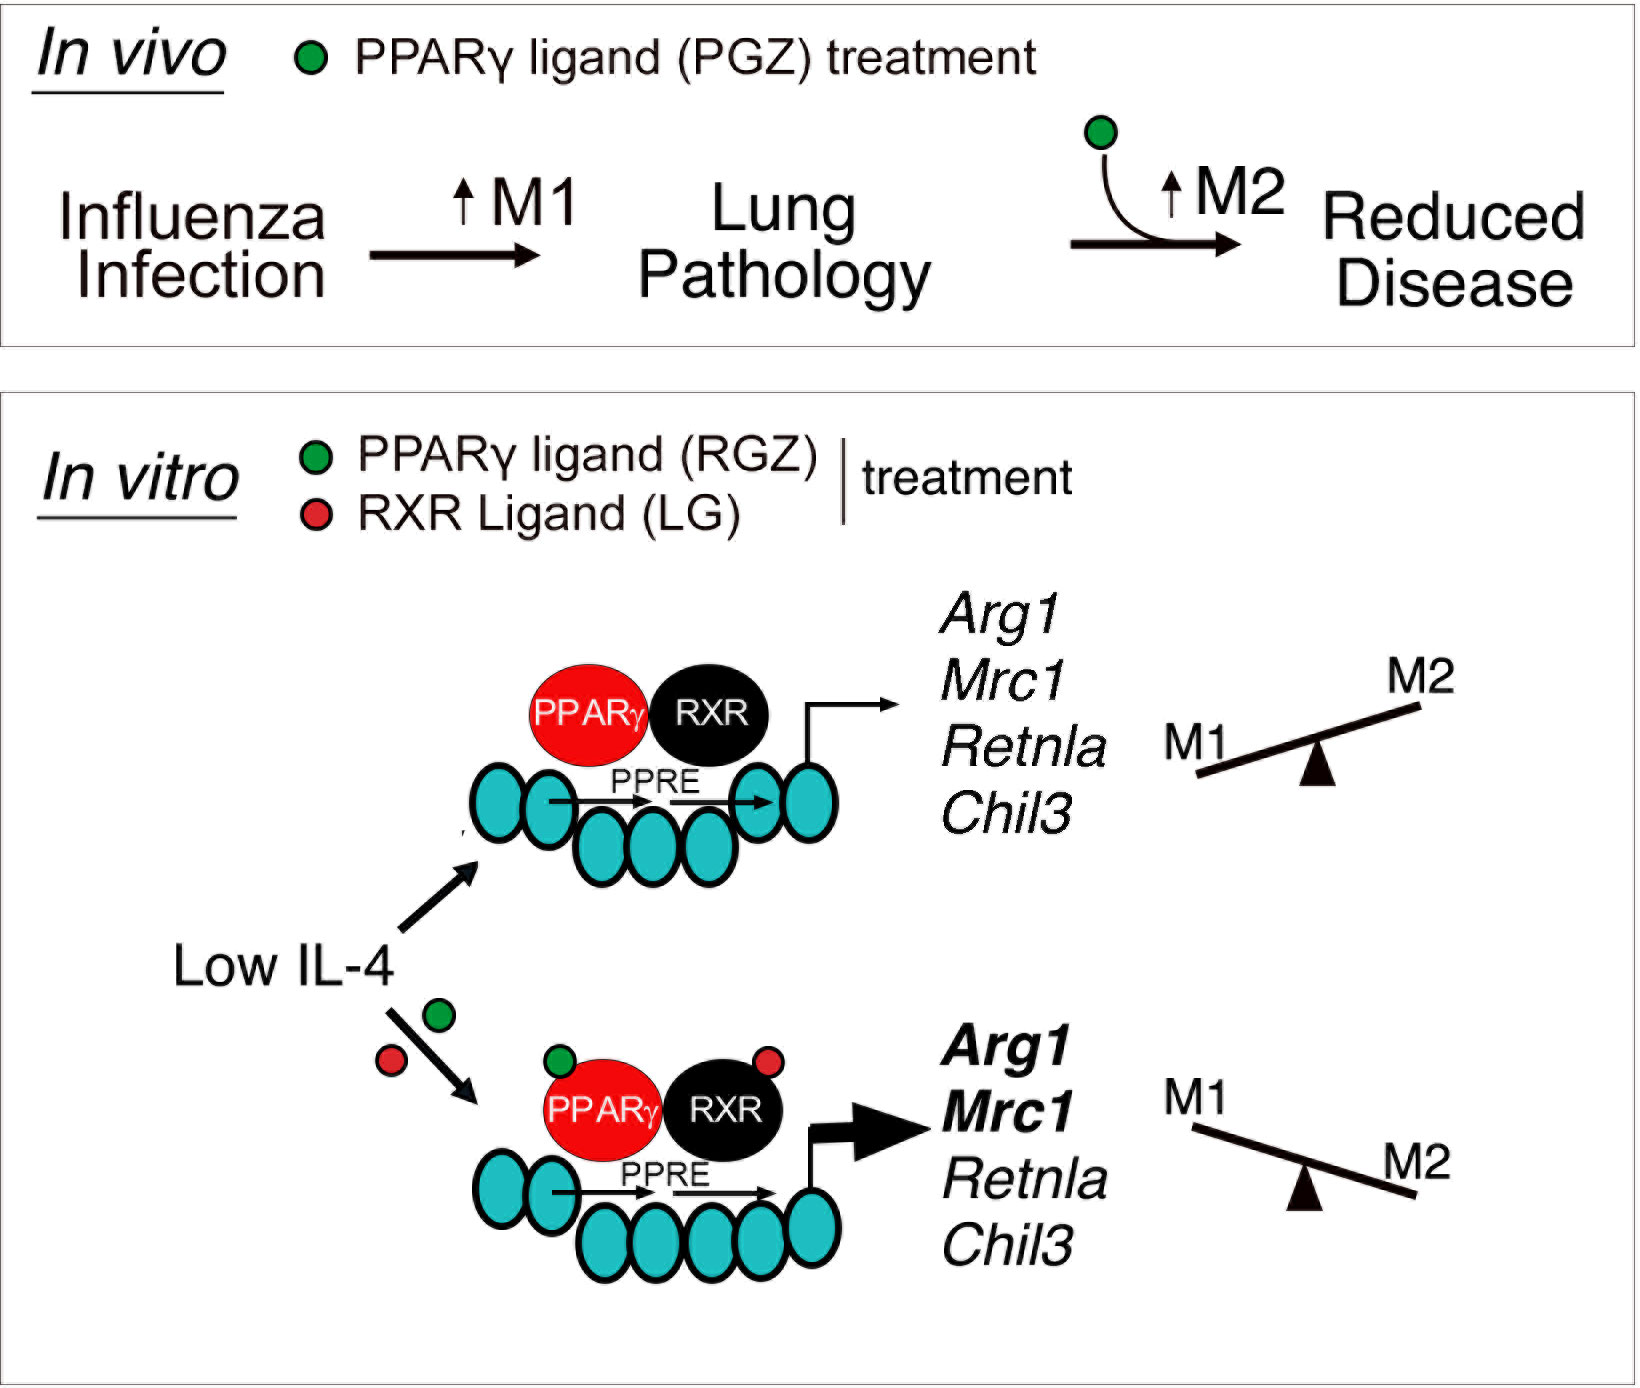 In vivo
PPARγ ligand (PGZ) treatment
Influenza
Infection
M1
Lung
Pathology
M2
Reduced
Disease
In vitro
PPARγ ligand (RGZ)
RXR Ligand (LG)
treatment
PPARγ
RXR
PPRE
Arg1
Mrc1
Retnla
Chil3
M1
M2
Low IL-4
PPARγ
RXR
PPRE
Arg1
Mrc1
Retnla
Chil3
M1
M2